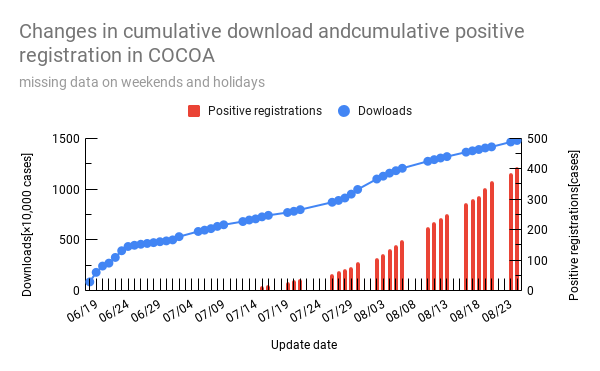 Changes in cumulative download andcumulative positive
registration in COCOA
missing data on weekends and holidays
Positive registrations
Dowloads
Downloads[×10,000 cases]
1500
1000
500
0
500
400
300
200
100
0
Positive registrations[cases]
06/19 06/24 06/29 07/04 07/09 07/14 07/19 07/24 07/29 08/03 08/08 08/13 08/18 08/23
Update date